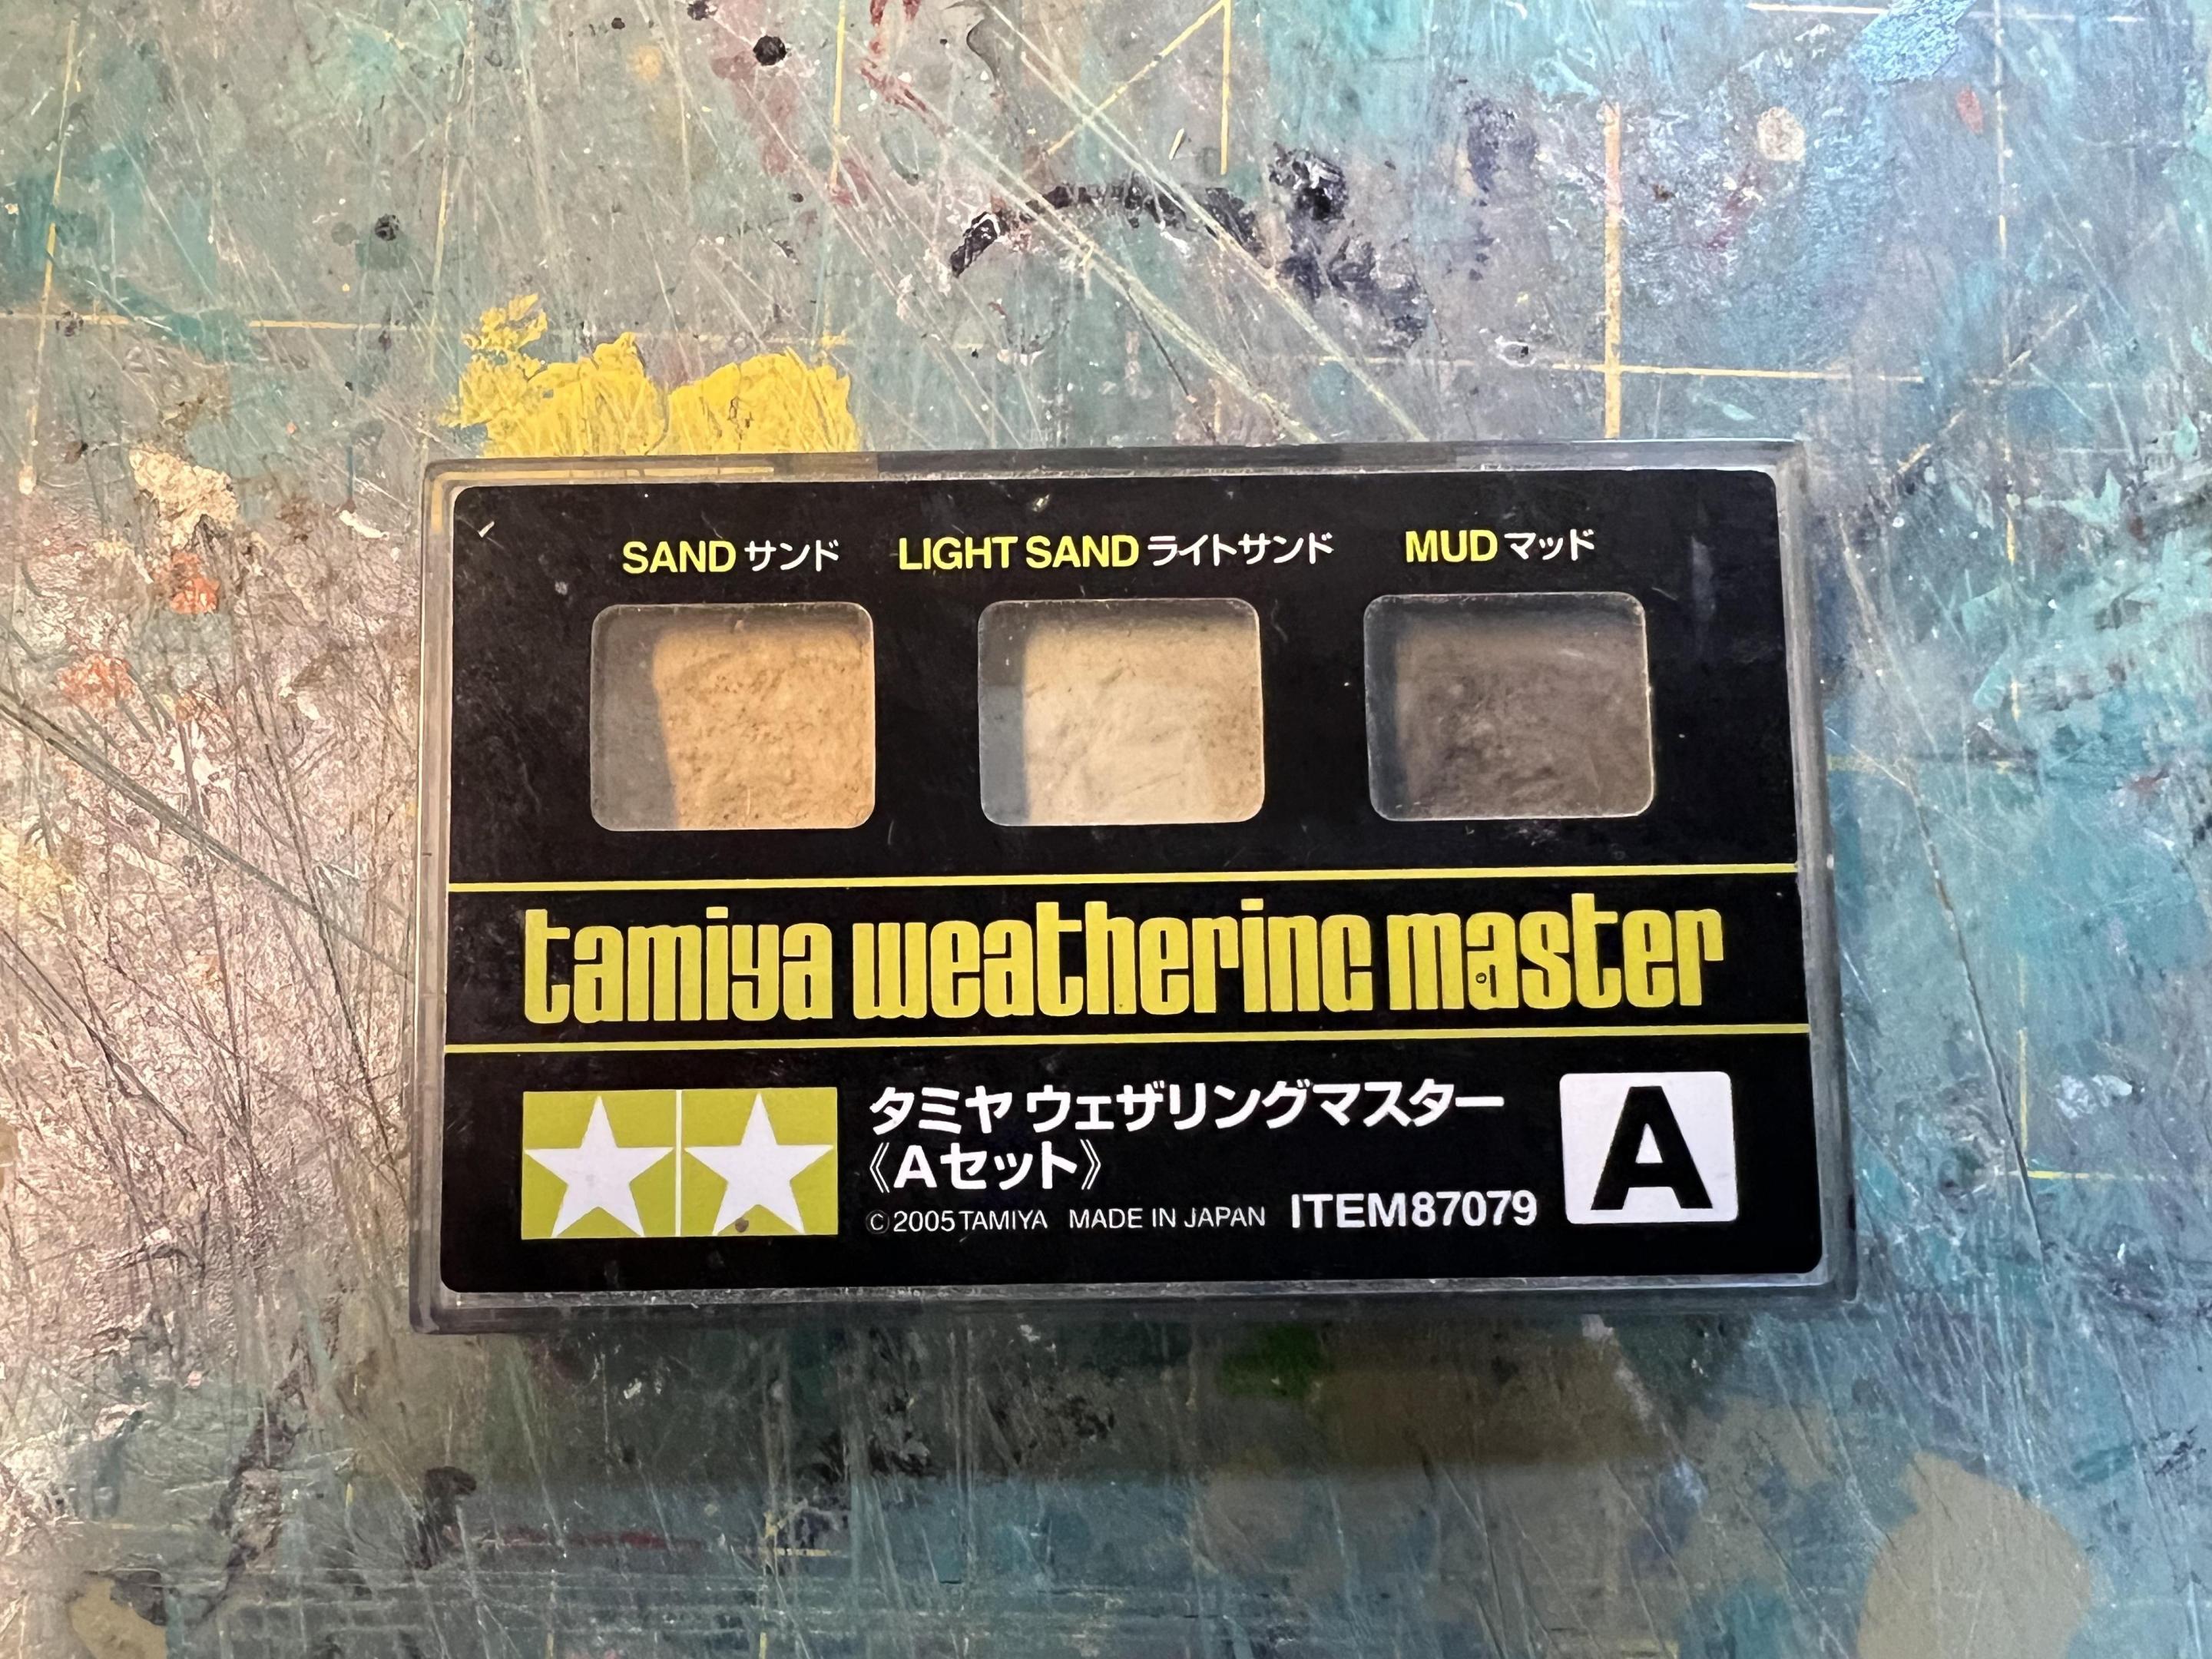 SAND サンド LIGHT SAND ライトサンド MUD マッド
tamiya weathering master
タミヤ ウェザリングマスター
《Aセット》
©2005 TAMIYA MADE IN JAPAN ITEM87079
A